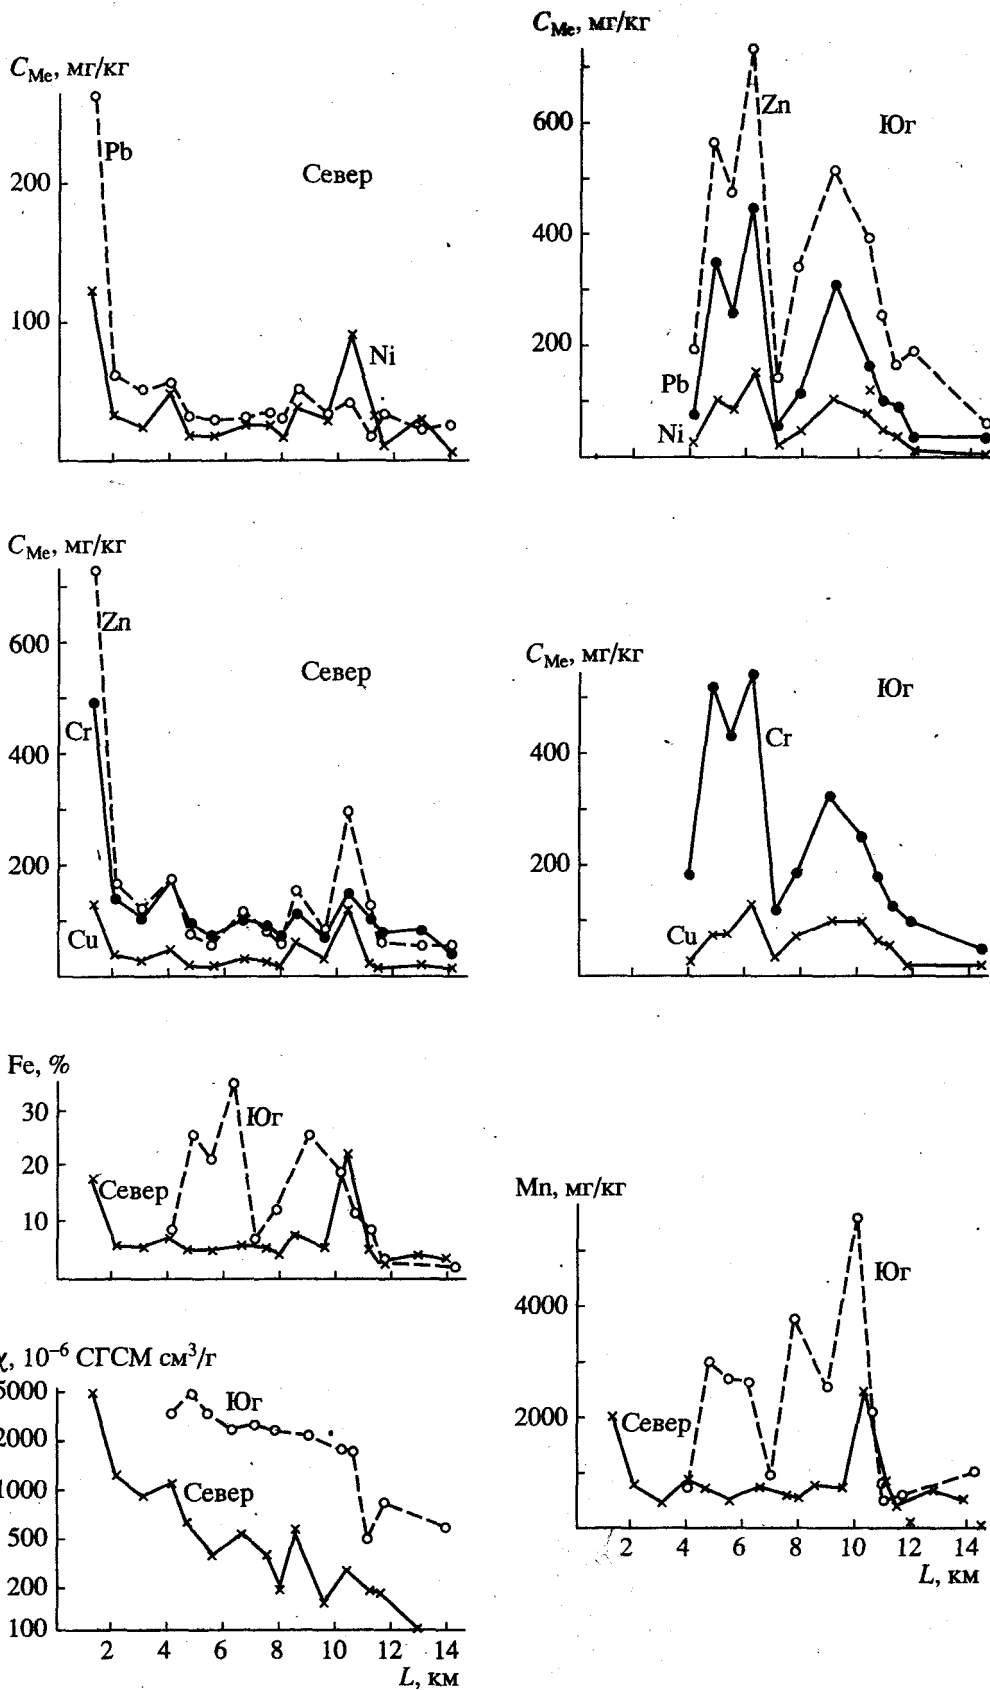 C_Me, мг/кг
Pb
Север
200
100
Ni
C_Me, мг/кг
Zn
Юг
600
400
200
Pb
Ni
C_Me, мг/кг
Zn
600
Север
Cr
400
200
Cu
C_Me, мг/кг
Юг
Cr
400
200
Cu
Fe, %
30
Юг
20
Север
10
χ, 10⁻⁶ СГСМ см³/г
5000
Юг
2000
1000
Север
500
200
100
2 4 6 8 10 12 14
L, км
Mn, мг/кг
Юг
4000
2000
Север
2 4 6 8 10 12 14
L, км